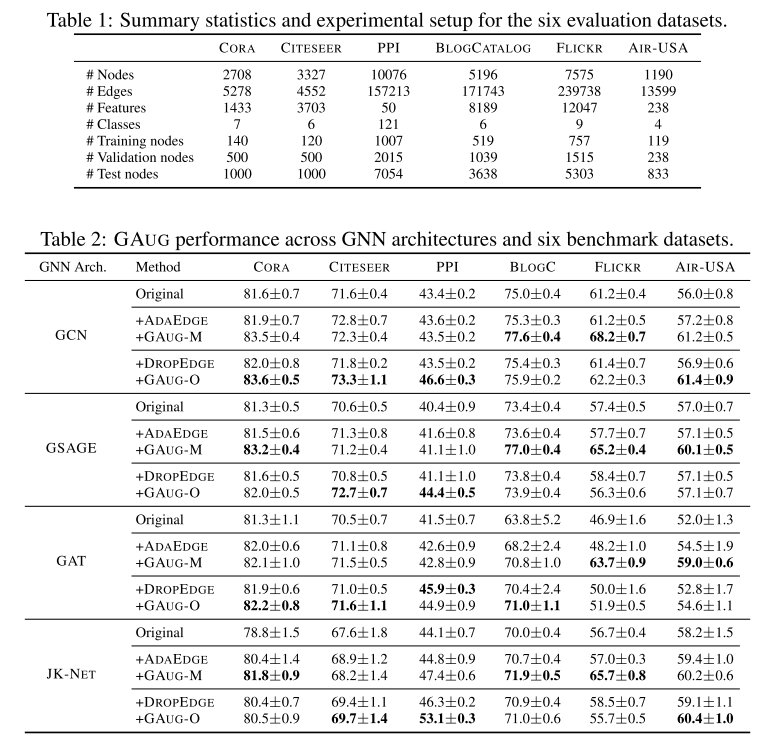 Table 1: Summary statistics and experimental setup for the six evaluation datasets.
CORA CITESEER PPI BLOGCATALOG FLICKR AIR-USA
# Nodes 2708 3327 10076 5196 7575 1190
# Edges 5278 4552 157213 171743 239738 13599
# Features 1433 3703 50 8189 12047 238
# Classes 7 6 121 6 9 4
# Training nodes 140 120 1007 519 757 119
# Validation nodes 500 500 2015 1039 1515 238
# Test nodes 1000 1000 7054 3638 5303 833
Table 2: GAUG performance across GNN architectures and six benchmark datasets.
GNN Arch. Method CORA CITESEER PPI BLOGC FLICKR AIR-USA
GCN
Original 81.6±0.7 71.6±0.4 43.4±0.2 75.0±0.4 61.2±0.4 56.0±0.8
+ADAEDGE 81.9±0.7 72.8±0.7 43.6±0.2 75.3±0.3 61.2±0.5 57.2±0.8
+GAUG-M 83.5±0.4 72.3±0.4 43.5±0.2 77.6±0.4 68.2±0.7 61.2±0.5
+DROPEDGE 82.0±0.8 71.8±0.2 43.5±0.2 75.4±0.3 61.4±0.7 56.9±0.6
+GAUG-O 83.6±0.5 73.3±1.1 46.6±0.3 75.9±0.2 62.2±0.3 61.4±0.9
GSAGE
Original 81.3±0.5 70.6±0.5 40.4±0.9 73.4±0.4 57.4±0.5 57.0±0.7
+ADAEDGE 81.5±0.6 71.3±0.8 41.6±0.8 73.6±0.4 57.7±0.7 57.1±0.5
+GAUG-M 83.2±0.4 71.2±0.4 41.1±1.0 77.0±0.4 65.2±0.4 60.1±0.5
+DROPEDGE 81.6±0.5 70.8±0.5 41.1±1.0 73.8±0.4 58.4±0.7 57.1±0.5
+GAUG-O 82.0±0.5 72.7±0.7 44.4±0.5 73.9±0.4 56.3±0.6 57.1±0.7
GAT
Original 81.3±1.1 70.5±0.7 41.5±0.7 63.8±5.2 46.9±1.6 52.0±1.3
+ADAEDGE 82.0±0.6 71.1±0.8 42.6±0.9 68.2±2.4 48.2±1.0 54.5±1.9
+GAUG-M 82.1±1.0 71.5±0.5 42.8±0.9 70.8±1.0 63.7±0.9 59.0±0.6
+DROPEDGE 81.9±0.6 71.0±0.5 45.9±0.3 70.4±2.4 50.0±1.6 52.8±1.7
+GAUG-O 82.2±0.8 71.6±1.1 44.9±0.9 71.0±1.1 51.9±0.5 54.6±1.1
JK-NET
Original 78.8±1.5 67.6±1.8 44.1±0.7 70.0±0.4 56.7±0.4 58.2±1.5
+ADAEDGE 80.4±1.4 68.9±1.2 44.8±0.9 70.7±0.4 57.0±0.3 59.4±1.0
+GAUG-M 81.8±0.9 68.2±1.4 47.4±0.6 71.9±0.5 65.7±0.8 60.2±0.6
+DROPEDGE 80.4±0.7 69.4±1.1 46.3±0.2 70.9±0.4 58.5±0.7 59.1±1.1
+GAUG-O 80.5±0.9 69.7±1.4 53.1±0.3 71.0±0.6 55.7±0.5 60.4±1.0